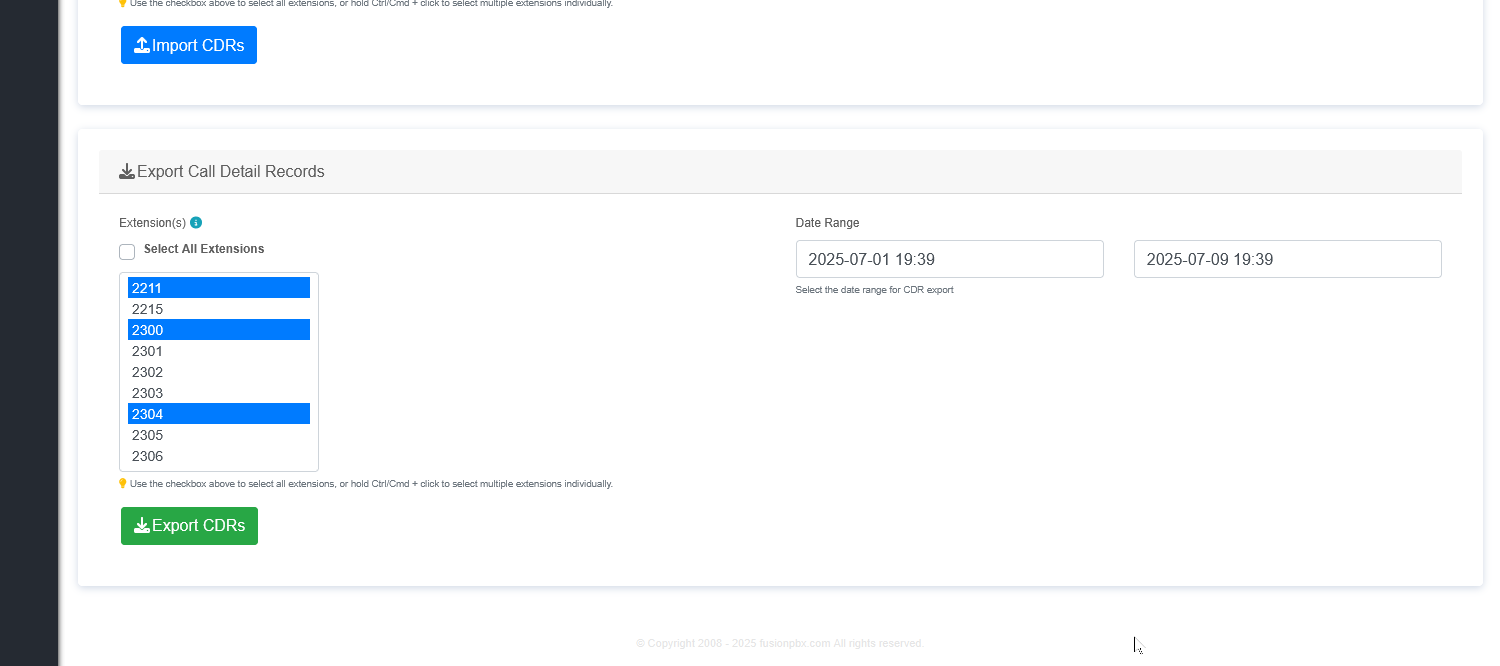 Use the checkbox above to select all extensions, or hold Ctrl/Cmd + click to select multiple extensions individually.
Import CDRs
Export Call Detail Records
Extension(s)
Select All Extensions
2211
2215
2300
2301
2302
2303
2304
2305
2306
Use the checkbox above to select all extensions, or hold Ctrl/Cmd + click to select multiple extensions individually.
Export CDRs
Date Range
2025-07-01 19:39 2025-07-09 19:39
Select the date range for CDR export
© Copyright 2008 - 2025 fusionpbx.com All rights reserved.